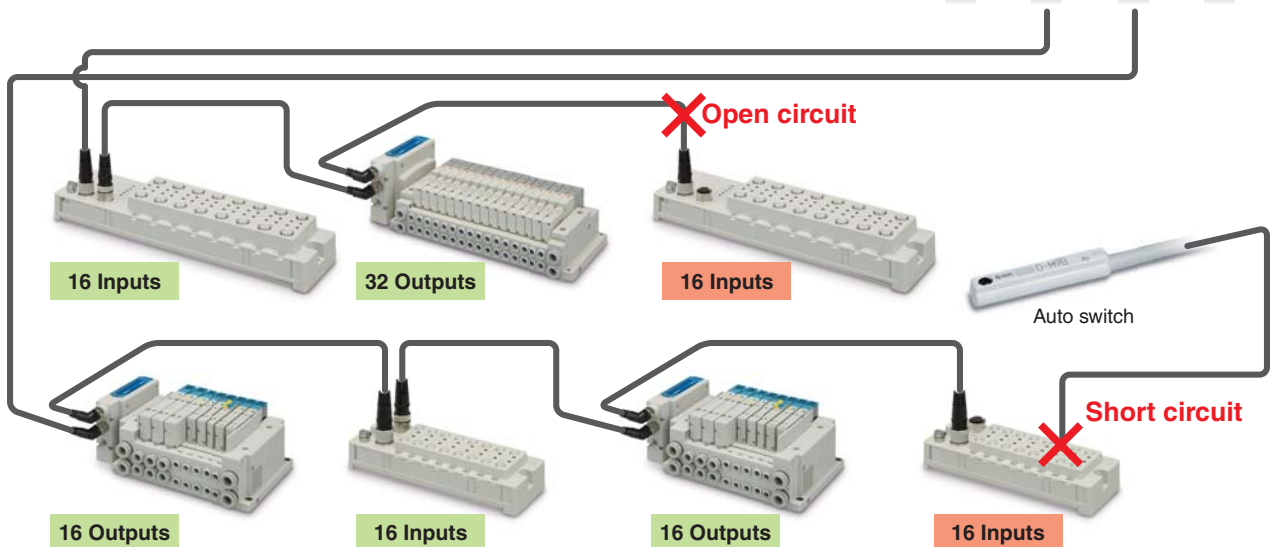 Open circuit
16 Inputs
32 Outputs
16 Inputs
D-M9B
Auto switch
Short circuit
16 Outputs
16 Inputs
16 Outputs
16 Inputs